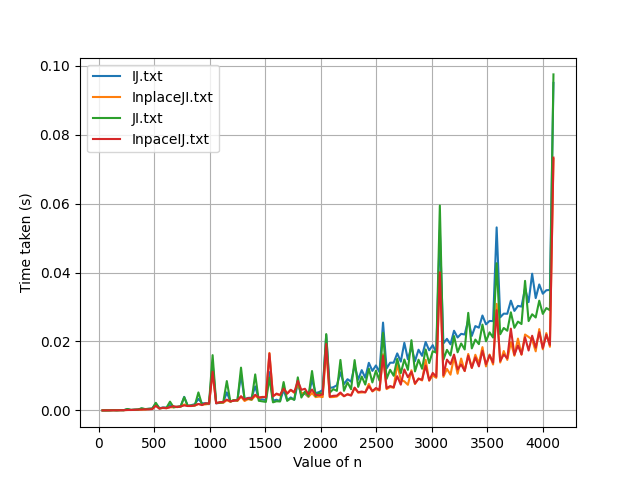 0.10
0.08
0.06
0.04
0.02
0.00
Time taken (s)
IJ.txt
InplaceJI.txt
JI.txt
InpaceIJ.txt
0 500 1000 1500 2000 2500 3000 3500 4000
Value of n